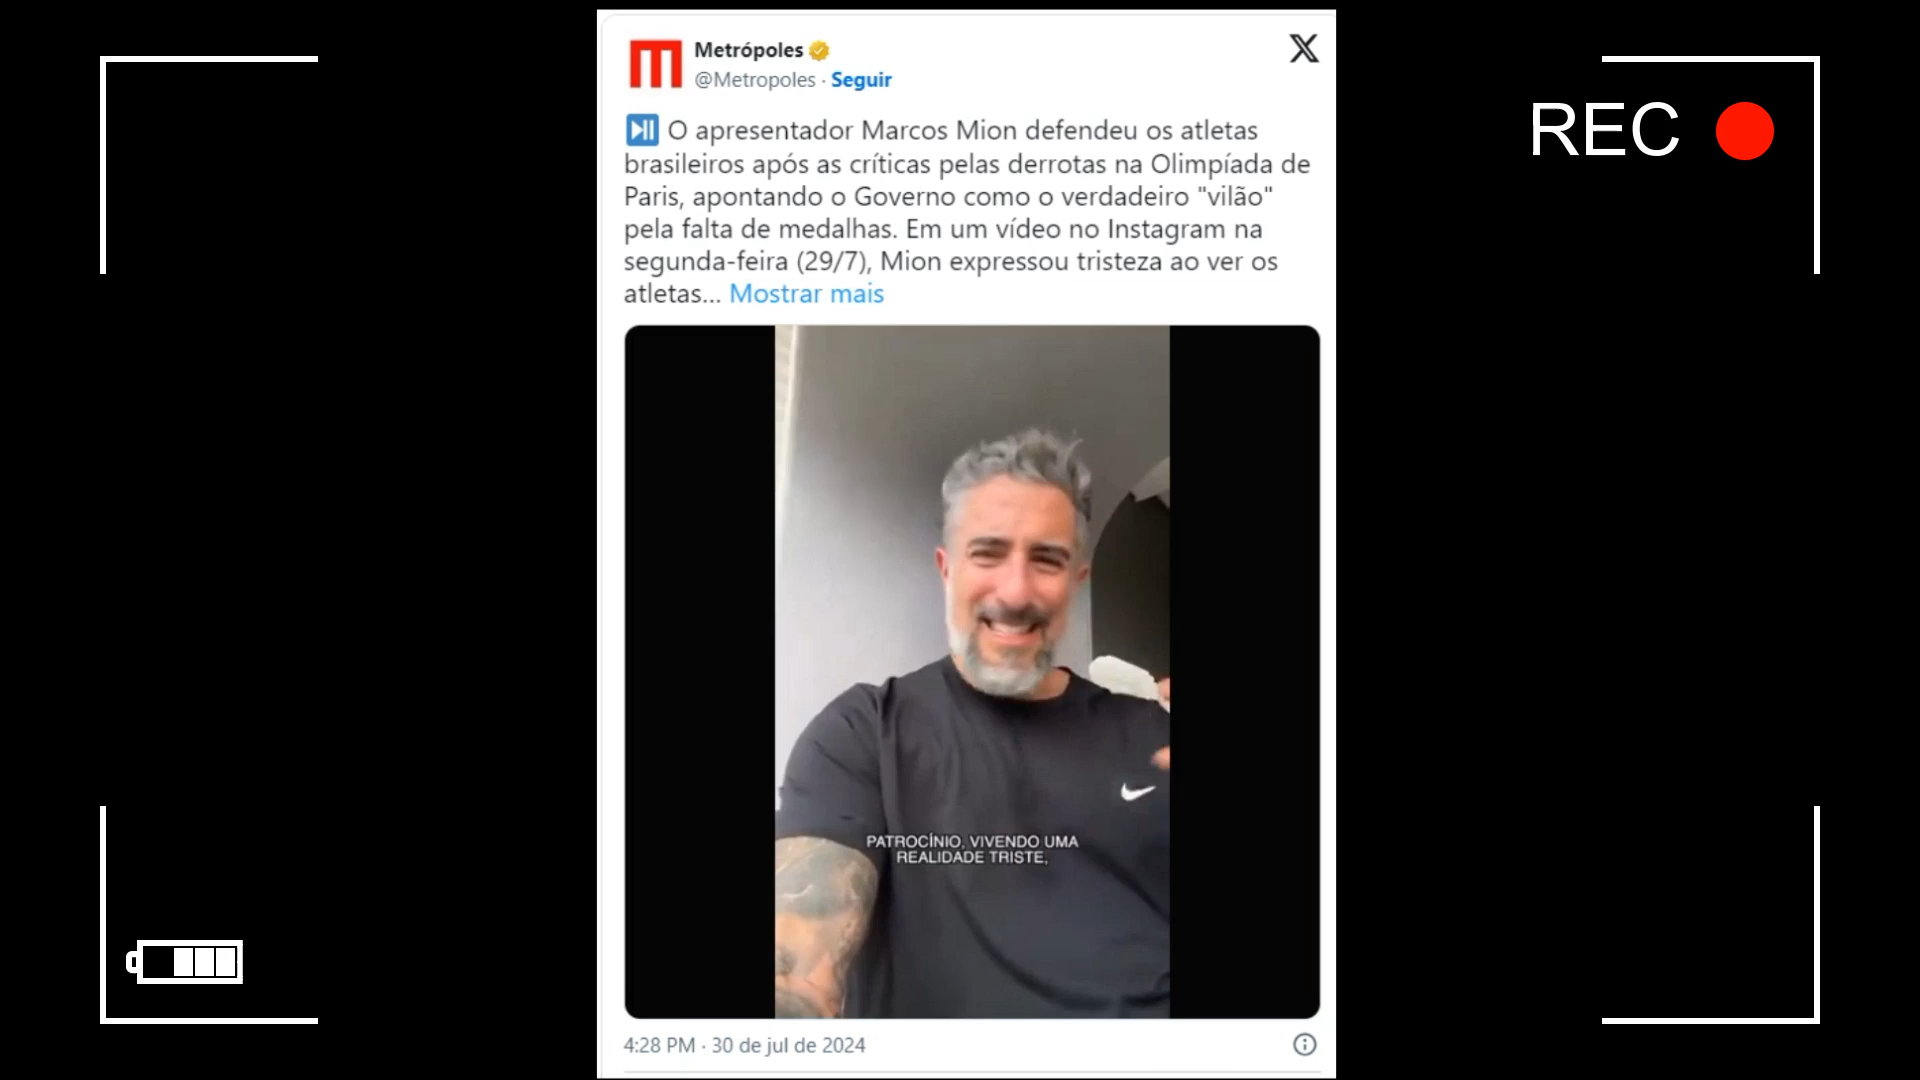 Metrópoles
@Metropoles · Seguir
REC
O apresentador Marcos Mion defendeu os atletas
brasileiros após as críticas pelas derrotas na Olimpíada de
Paris, apontando o Governo como o verdadeiro "vilão"
pela falta de medalhas. Em um vídeo no Instagram na
segunda-feira (29/7), Mion expressou tristeza ao ver os
atletas... Mostrar mais
PATROCÍNIO, VIVENDO UMA
REALIDADE TRISTE,
4:28 PM · 30 de jul de 2024